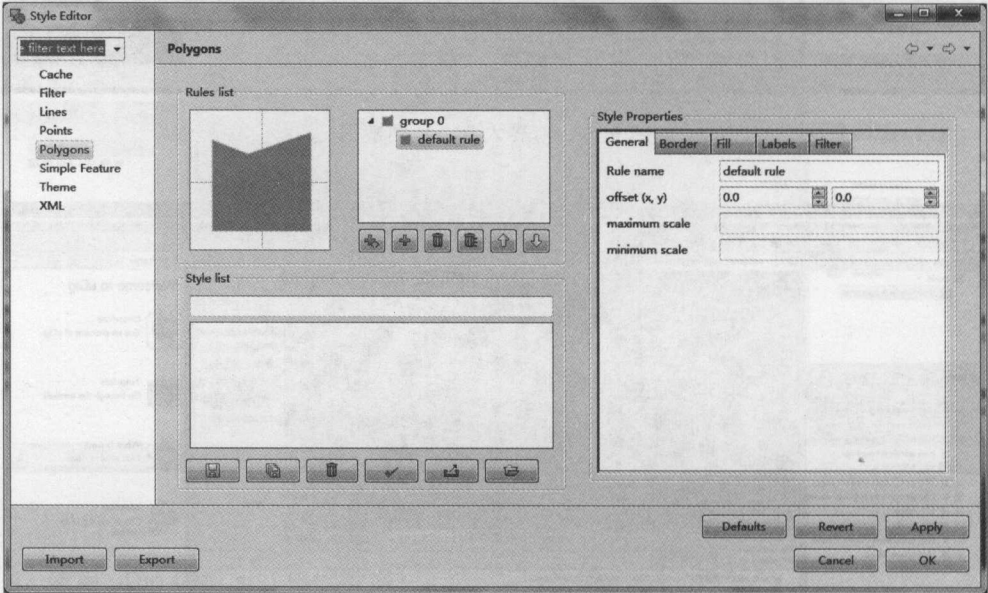 Style Editor
filter text here
Cache
Filter
Lines
Points
Polygons
Simple Feature
Theme
XML
Polygons
Rules list
group 0
default rule
Style list
Style Properties
General Border Fill Labels Filter
Rule name default rule
offset (x, y) 0.0 0.0
maximum scale
minimum scale
Defaults Revert Apply
Import Export Cancel OK